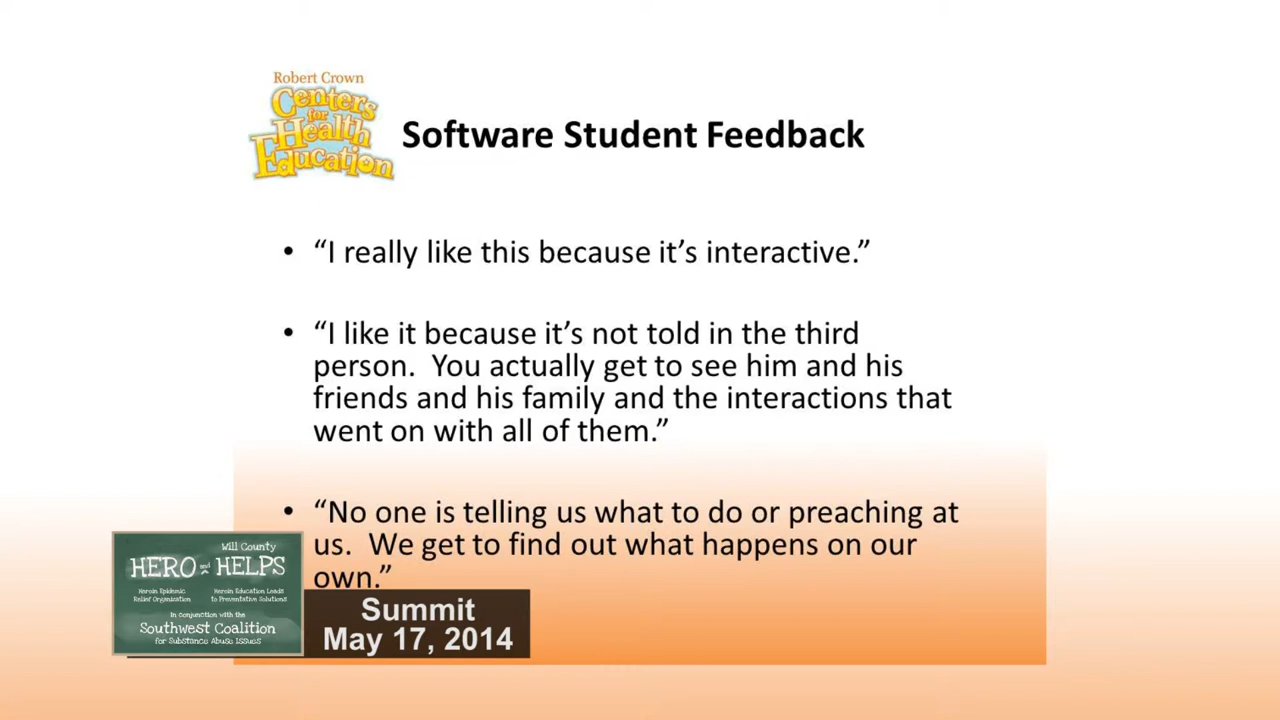 Robert Crown
Centers
for
Health
Education
Software Student Feedback
• “I really like this because it’s interactive.”
• “I like it because it’s not told in the third
person.  You actually get to see him and his
friends and his family and the interactions that
went on with all of them.”
• “No one is telling us what to do or preaching at
us.  We get to find out what happens on our
own.”
Will County
HERO and HELPS
Heroin Epidemic
Relief Organization
Heroin Education Leads
to Preventative Solutions
In conjunction with the
Southwest Coalition
for Substance Abuse Issues
Summit
May 17, 2014